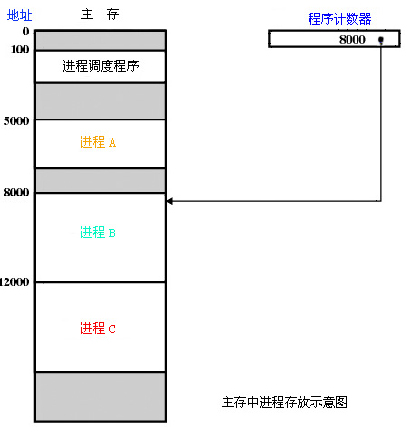 地址
主 存
程序计数器
0
8000
100
进程调度程序
5000
进程 A
8000
进程 B
12000
进程 C
主存中进程存放示意图